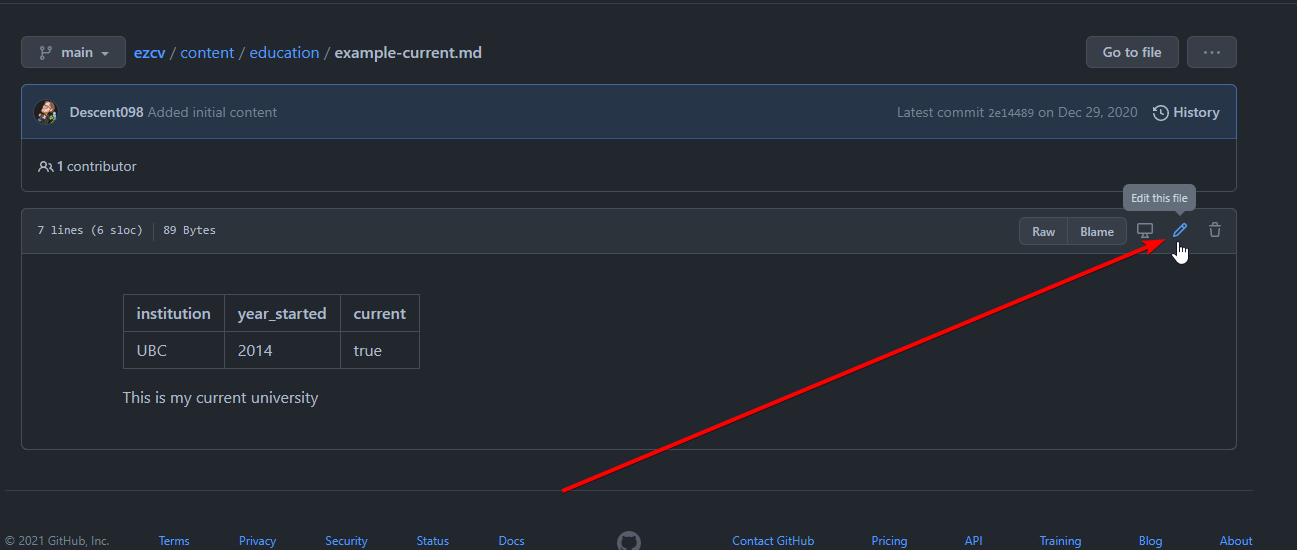 main ezcv / content / education / example-current.md Go to file ...
Descent098 Added initial content Latest commit 2e14489 on Dec 29, 2020 History
1 contributor
Edit this file
7 lines (6 sloc) 89 Bytes Raw Blame
institution year_started current
UBC 2014 true
This is my current university
© 2021 GitHub, Inc. Terms Privacy Security Status Docs Contact GitHub Pricing API Training Blog About